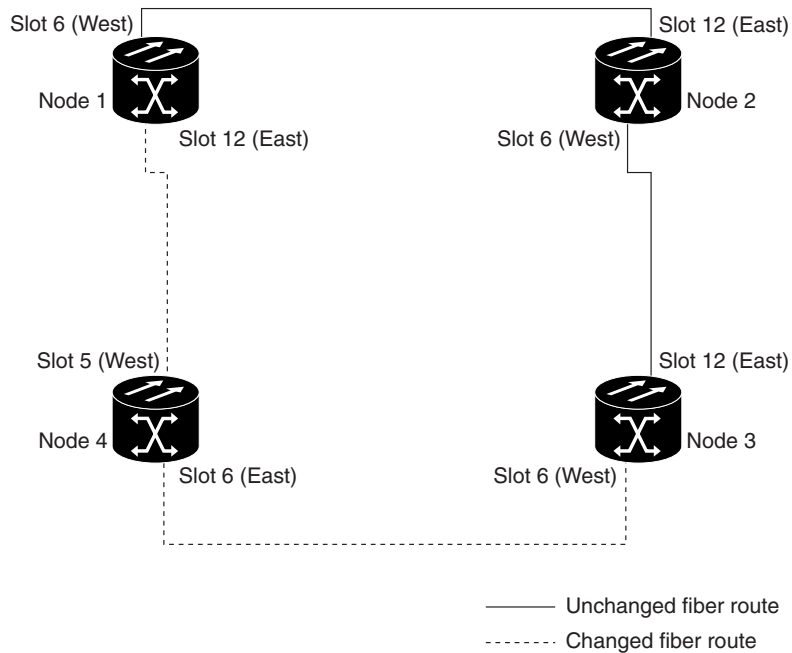 Slot 6 (West)
Slot 12 (East)
Node 1
Node 2
Slot 12 (East)
Slot 6 (West)
Slot 5 (West)
Slot 12 (East)
Node 4
Node 3
Slot 6 (East)
Slot 6 (West)
Unchanged fiber route
Changed fiber route